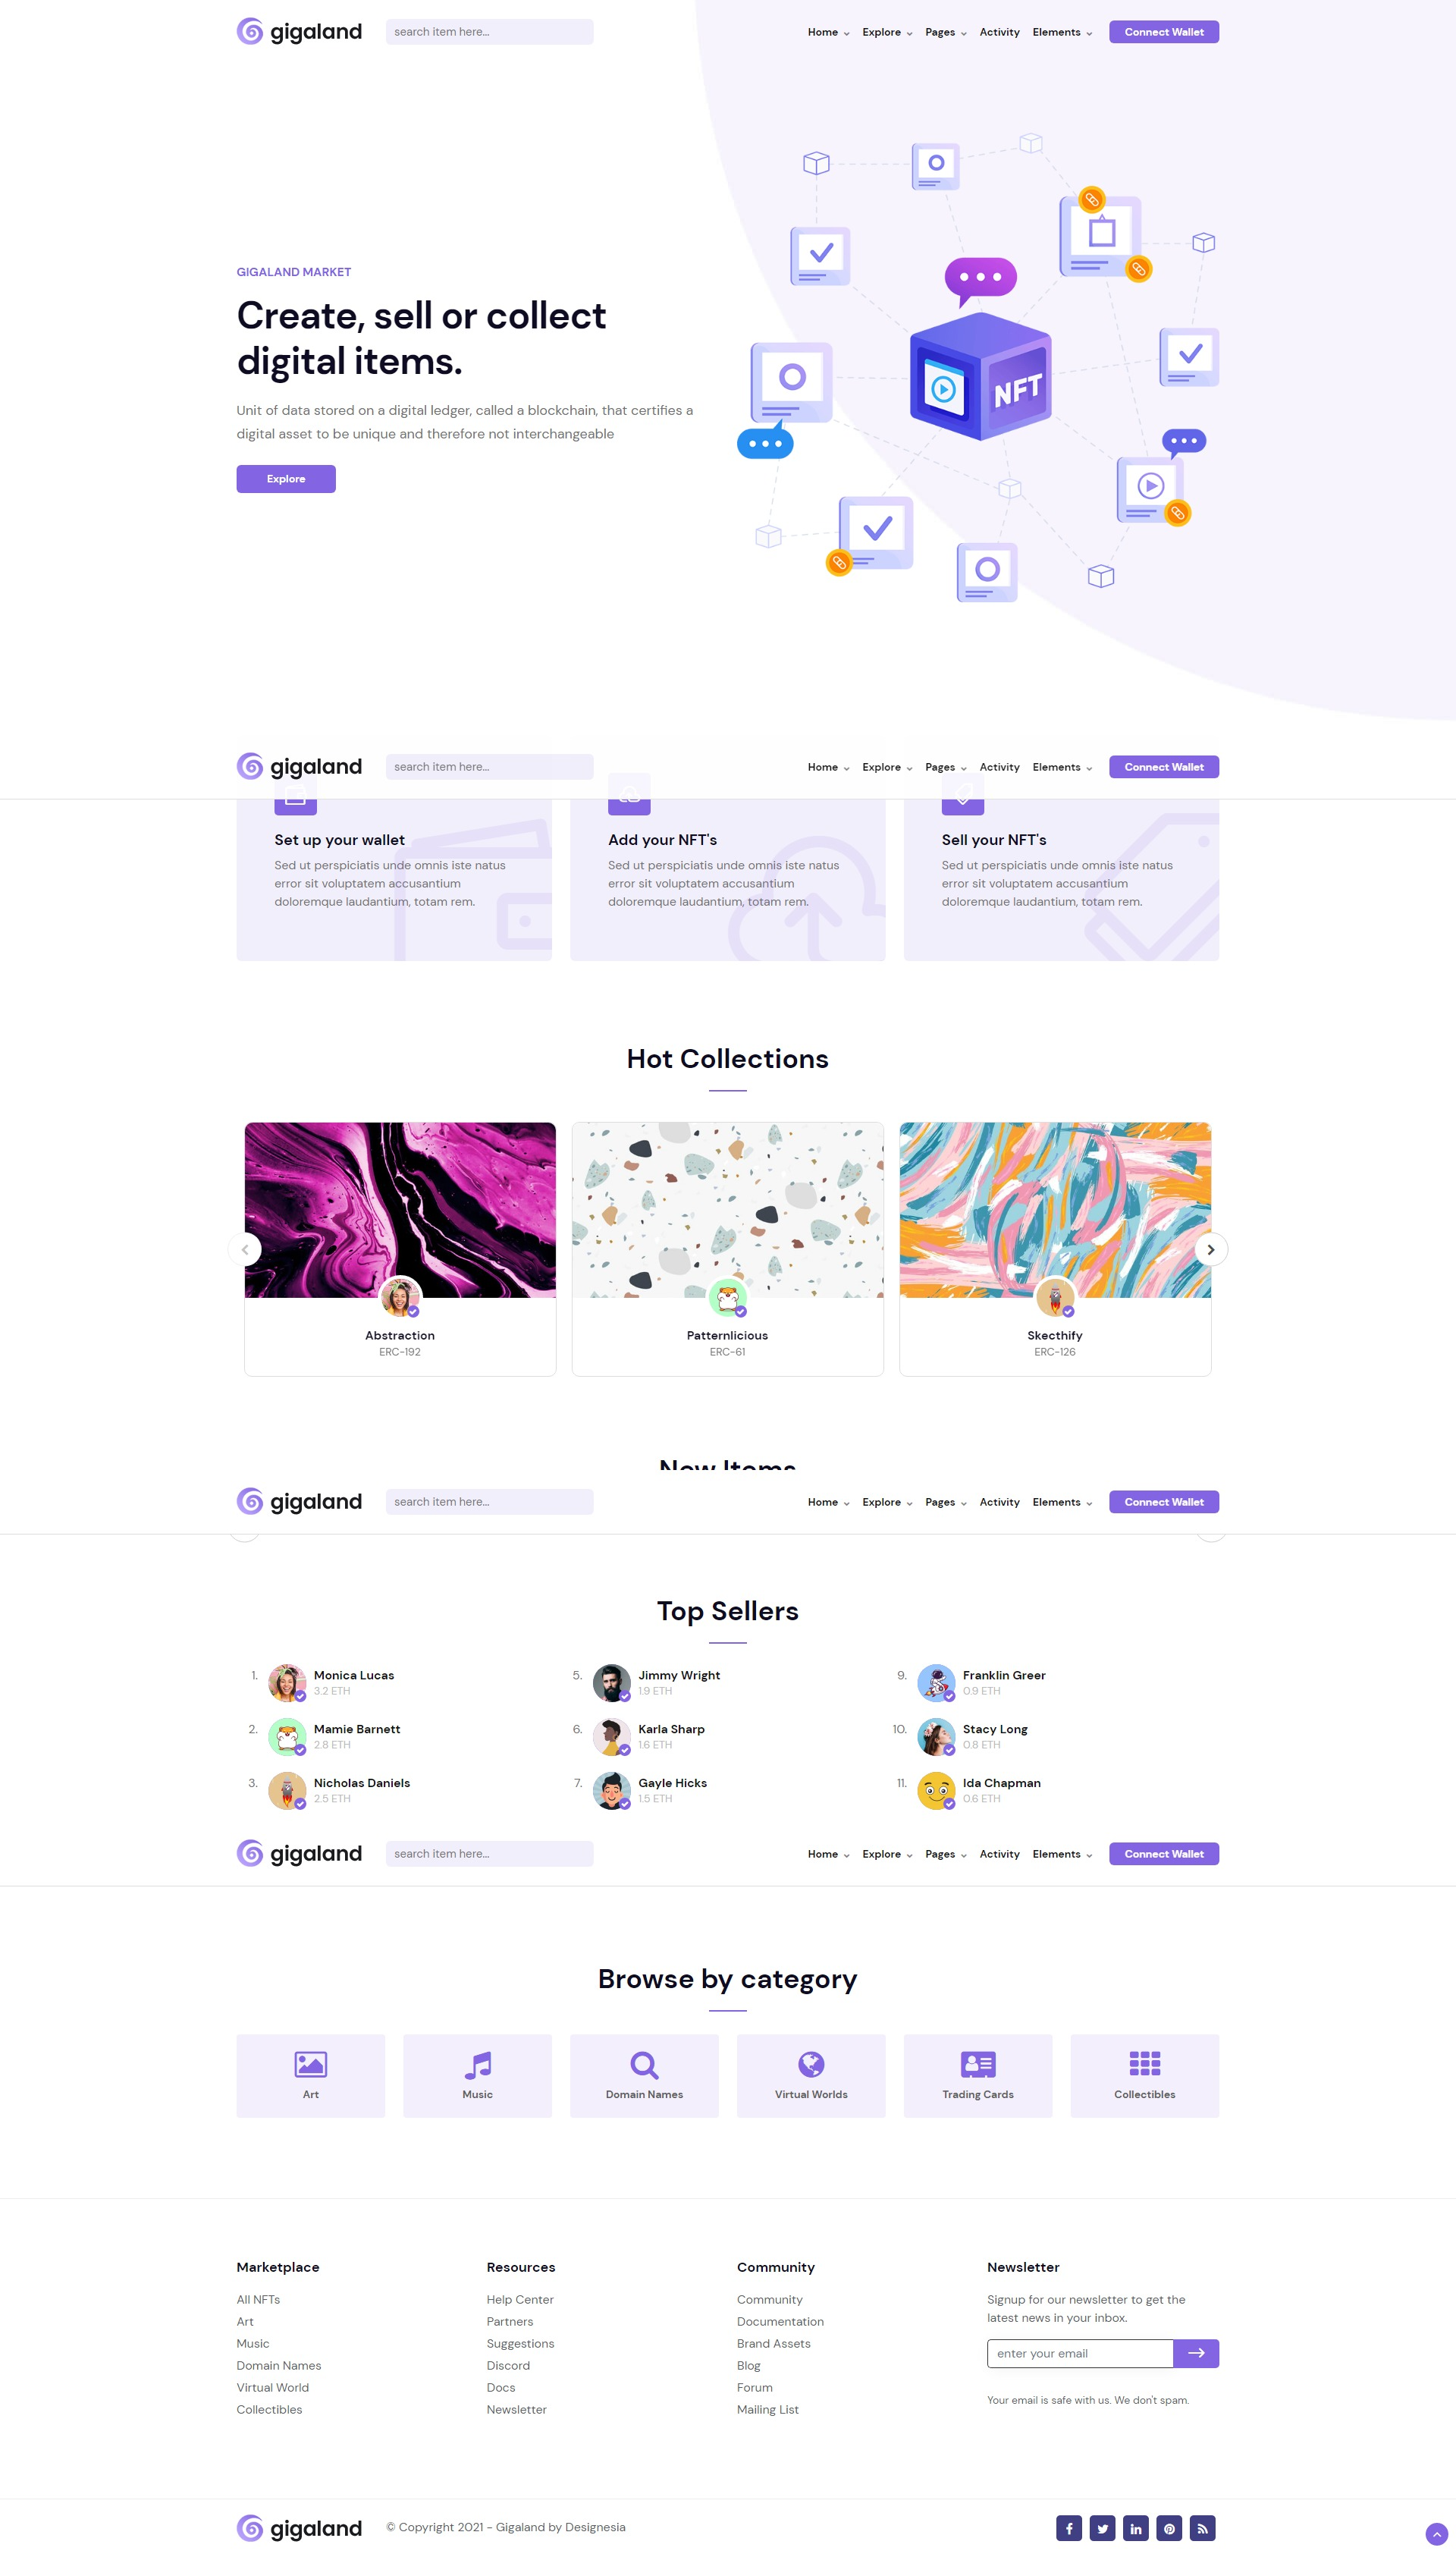 gigaland
search item here...
Home Explore Pages Activity Elements Connect Wallet
GIGALAND MARKET
Create, sell or collect
digital items.
Unit of data stored on a digital ledger, called a blockchain, that certifies a
digital asset to be unique and therefore not interchangeable
Explore
NFT
gigaland
search item here...
Home Explore Pages Activity Elements Connect Wallet
Set up your wallet
Sed ut perspiciatis unde omnis iste natus
error sit voluptatem accusantium
doloremque laudantium, totam rem.
Add your NFT's
Sed ut perspiciatis unde omnis iste natus
error sit voluptatem accusantium
doloremque laudantium, totam rem.
Sell your NFT's
Sed ut perspiciatis unde omnis iste natus
error sit voluptatem accusantium
doloremque laudantium, totam rem.
Hot Collections
Abstraction
ERC-192
Patternlicious
ERC-61
Skecthify
ERC-126
New Items
gigaland
search item here...
Home Explore Pages Activity Elements Connect Wallet
Top Sellers
1. Monica Lucas
3.2 ETH
2. Mamie Barnett
2.8 ETH
3. Nicholas Daniels
2.5 ETH
5. Jimmy Wright
1.9 ETH
6. Karla Sharp
1.6 ETH
7. Gayle Hicks
1.5 ETH
9. Franklin Greer
0.9 ETH
10. Stacy Long
0.8 ETH
11. Ida Chapman
0.6 ETH
gigaland
search item here...
Home Explore Pages Activity Elements Connect Wallet
Browse by category
Art
Music
Domain Names
Virtual Worlds
Trading Cards
Collectibles
Marketplace
All NFTs
Art
Music
Domain Names
Virtual World
Collectibles
Resources
Help Center
Partners
Suggestions
Discord
Docs
Newsletter
Community
Community
Documentation
Brand Assets
Blog
Forum
Mailing List
Newsletter
Signup for our newsletter to get the
latest news in your inbox.
enter your email
Your email is safe with us. We don't spam.
gigaland
© Copyright 2021 - Gigaland by Designesia